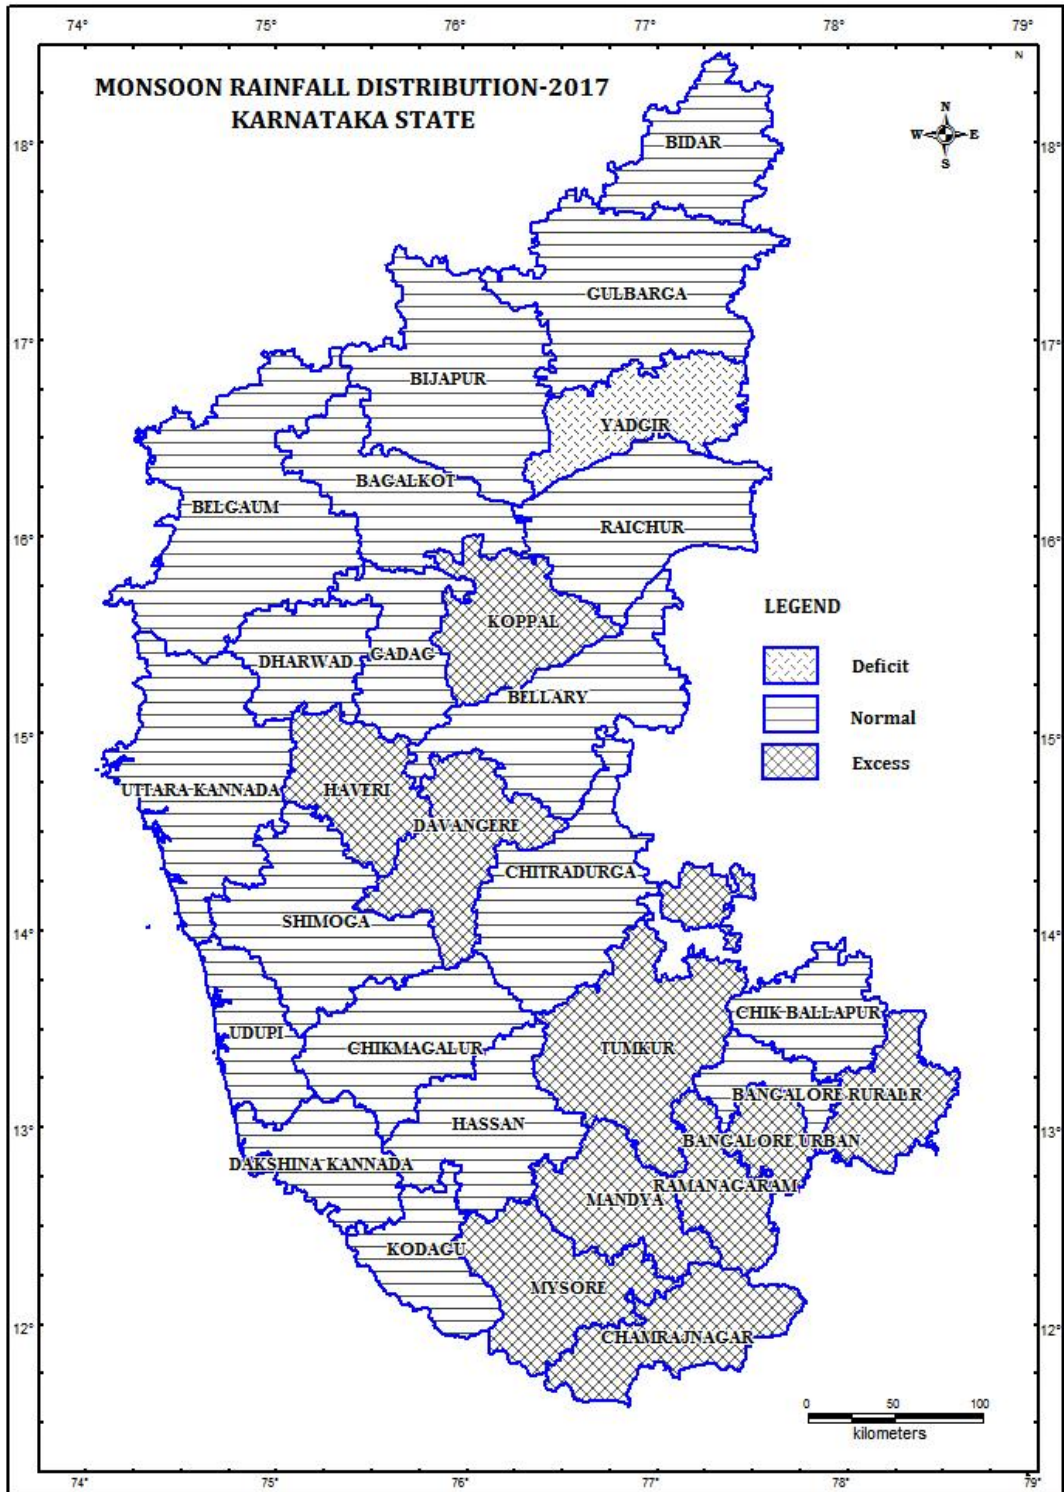 74° 75° 76° 77° 78° 79°
N
MONSOON RAINFALL DISTRIBUTION-2017
KARNATAKA STATE
N
W E
S
18° 18°
BIDAR
GULBARGA
17° 17°
BIJAPUR
YADGIR
BAGALKOT
BELGAUM
RAICHUR
16° 16°
LEGEND
KOPPAL
DHARWAD GADAG
Deficit
BELLARY
Normal
15° 15°
Excess
UTTARA KANNADA HAVERI
DAVANGERE
CHITRADURGA
SHIMOGA
14° 14°
CHIK-BALLAPUR
UDUPI
CHIKMAGALUR TUMKUR
BANGALORE RURAL R
HASSAN
13° 13°
BANGALORE URBAN
DAKSHINA KANNADA
RAMANAGARAM
MANDYA
KODAGU
MYSORE
12° 12°
CHAMRAJNAGAR
0 50 100
kilometers
74° 75° 76° 77° 78° 79°